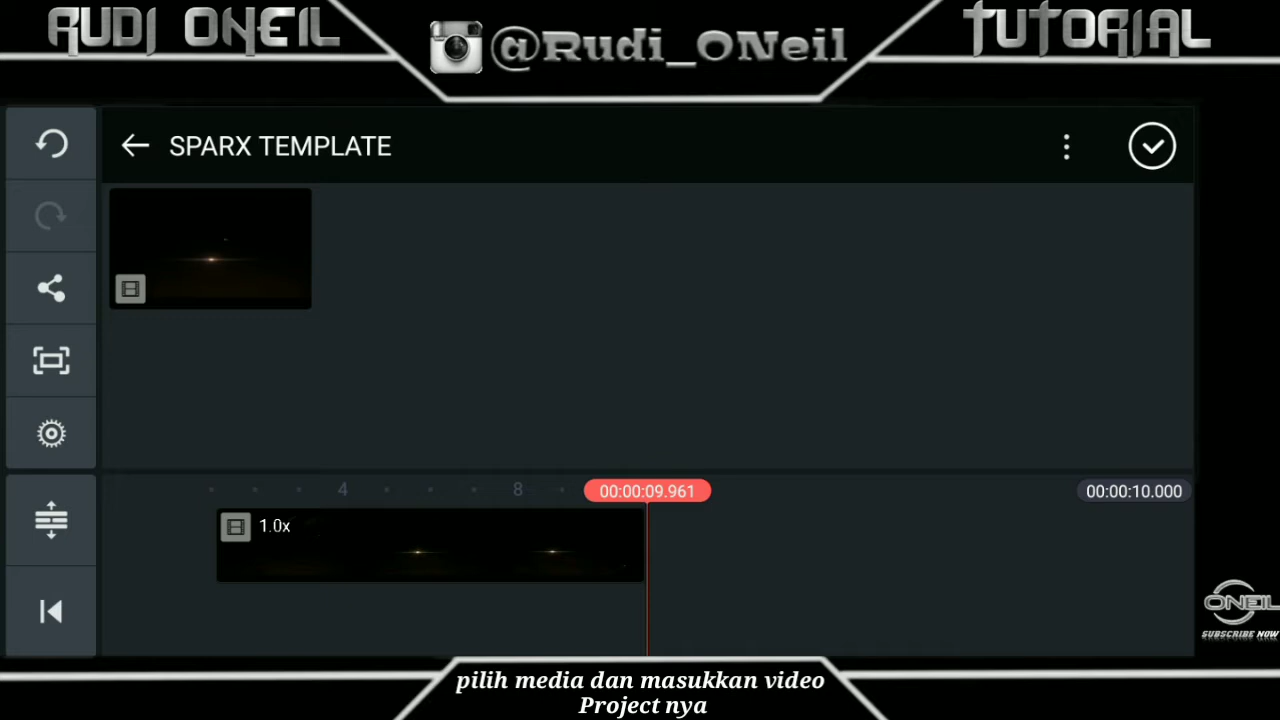 RUDI ONEIL
@Rudi_ONeil
TUTORIAL
SPARX TEMPLATE
4
8
00:00:09.961
00:00:10.000
1.0x
ONEIL
SUBSCRIBE NOW
pilih media dan masukkan video
Project nya